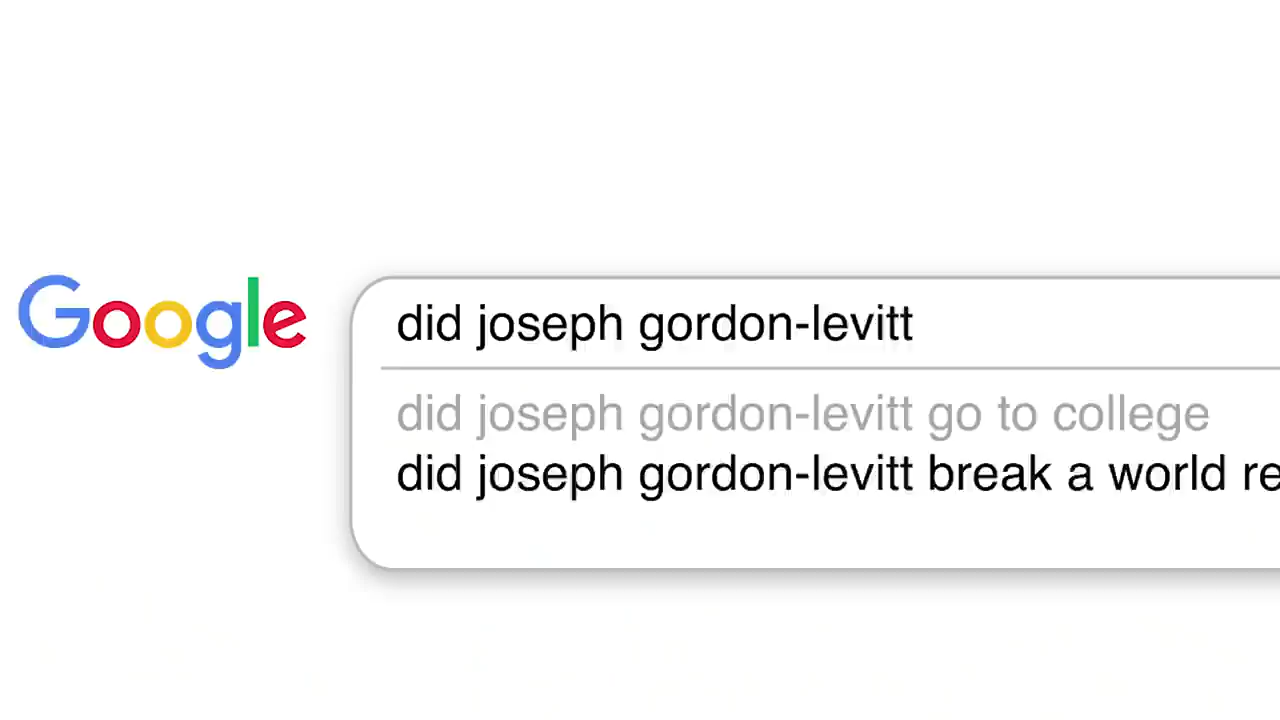 Google
did joseph gordon-levitt
did joseph gordon-levitt go to college
did joseph gordon-levitt break a world re